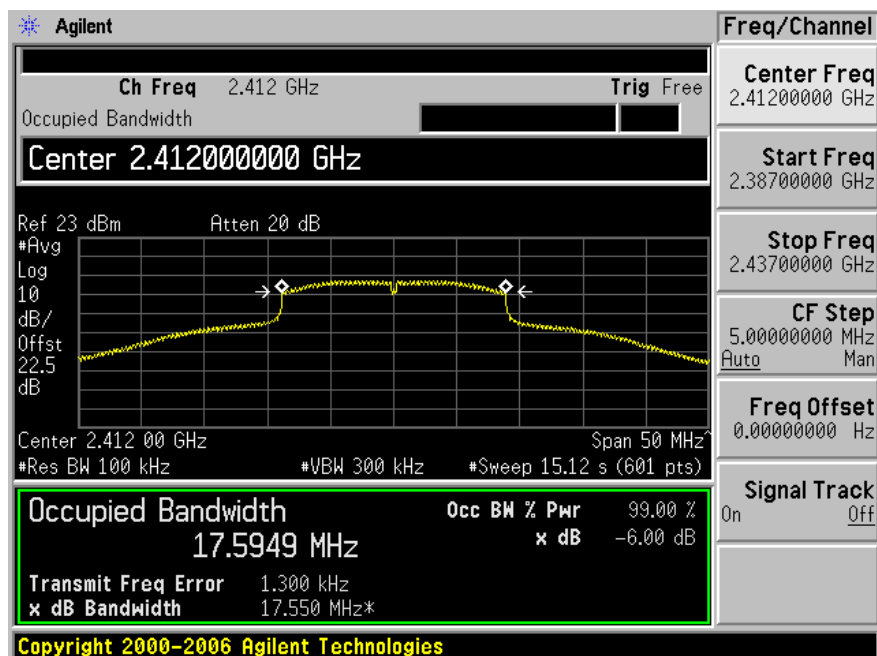 Agilent
Freq/Channel
Ch Freq 2.412 GHz Trig Free
Occupied Bandwidth
Center 2.412000000 GHz
Ref 23 dBm Atten 20 dB
#Avg
Log
10
dB/
Offst
22.5
dB
Center 2.412 00 GHz Span 50 MHz^
#Res BW 100 kHz #VBW 300 kHz #Sweep 15.12 s (601 pts)
Occupied Bandwidth Occ BW % Pwr 99.00 %
17.5949 MHz x dB -6.00 dB
Transmit Freq Error 1.300 kHz
x dB Bandwidth 17.550 MHz*
Copyright 2000-2006 Agilent Technologies
Center Freq
2.41200000 GHz
Start Freq
2.38700000 GHz
Stop Freq
2.43700000 GHz
CF Step
5.00000000 MHz
Auto Man
Freq Offset
0.00000000 Hz
Signal Track
On Off